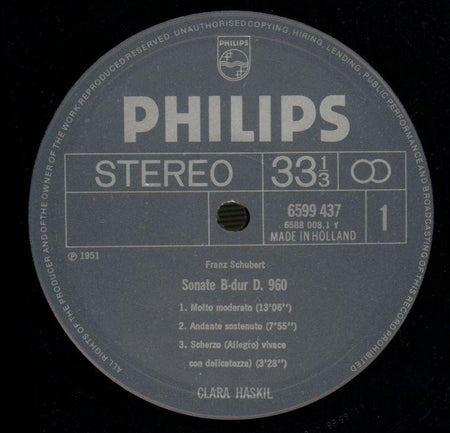 ALL RIGHTS OF THE PRODUCER AND OF THE OWNER OF THE WORK REPRODUCED RESERVED. UNAUTHORISED COPYING, HIRING, LENDING, PUBLIC PERFORMANCE AND BROADCASTING OF THIS RECORD PROHIBITED
PHILIPS
PHILIPS
STEREO 33 1/3
6599 437
6588 008.1 Y
MADE IN HOLLAND
1
℗ 1951
Franz Schubert
Sonate B-dur D. 960
1. Molto moderato (13'06'')
2. Andante sostenuto (7'55'')
3. Scherzo (Allegro) vivace
con delicatezza) (3'28'')
CLARA HASKIL